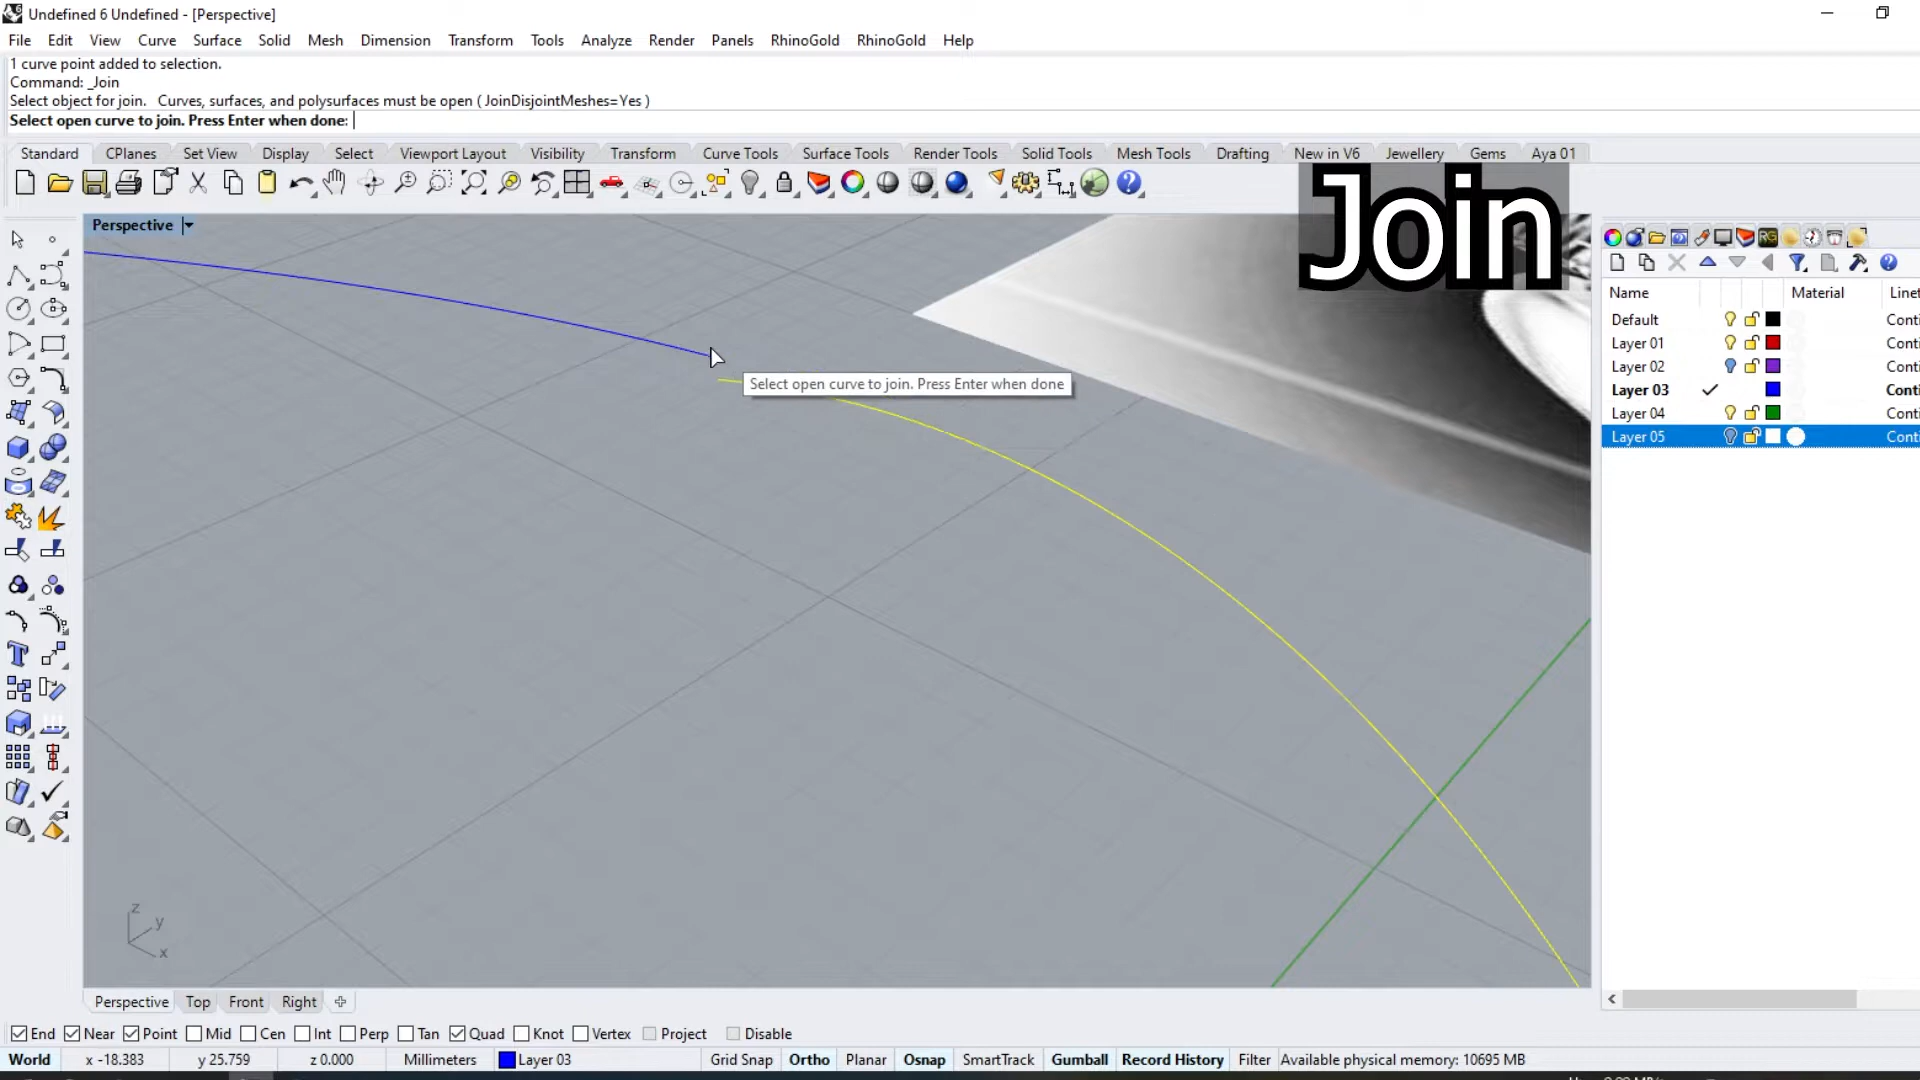 Undefined 6 Undefined - [Perspective]
File Edit View Curve Surface Solid Mesh Dimension Transform Tools Analyze Render Panels RhinoGold RhinoGold Help
1 curve point added to selection.
Command: _Join
Select object for join.   Curves, surfaces, and polysurfaces must be open ( JoinDisjointMeshes=Yes )
Select open curve to join. Press Enter when done:
Standard CPlanes Set View Display Select Viewport Layout Visibility Transform Curve Tools Surface Tools Render Tools Solid Tools Mesh Tools Drafting New in V6 Jewellery Gems Aya 01
Join
Perspective
Name Material Linet
Default Conti
Layer 01 Conti
Layer 02 Conti
Layer 03 Conti
Layer 04 Conti
Layer 05 Conti
Select open curve to join. Press Enter when done
z
y
x
Perspective Top Front Right
End Near Point Mid Cen Int Perp Tan Quad Knot Vertex Project Disable
World x -18.383 y 25.759 z 0.000 Millimeters Layer 03 Grid Snap Ortho Planar Osnap SmartTrack Gumball Record History Filter Available physical memory: 10695 MB